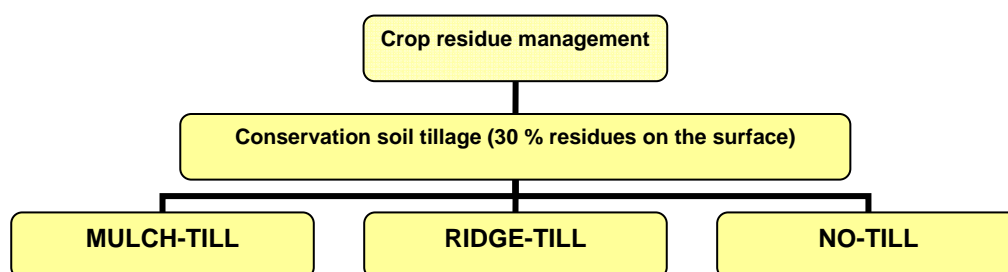 Crop residue management
Conservation soil tillage (30 % residues on the surface)
MULCH-TILL
RIDGE-TILL
NO-TILL